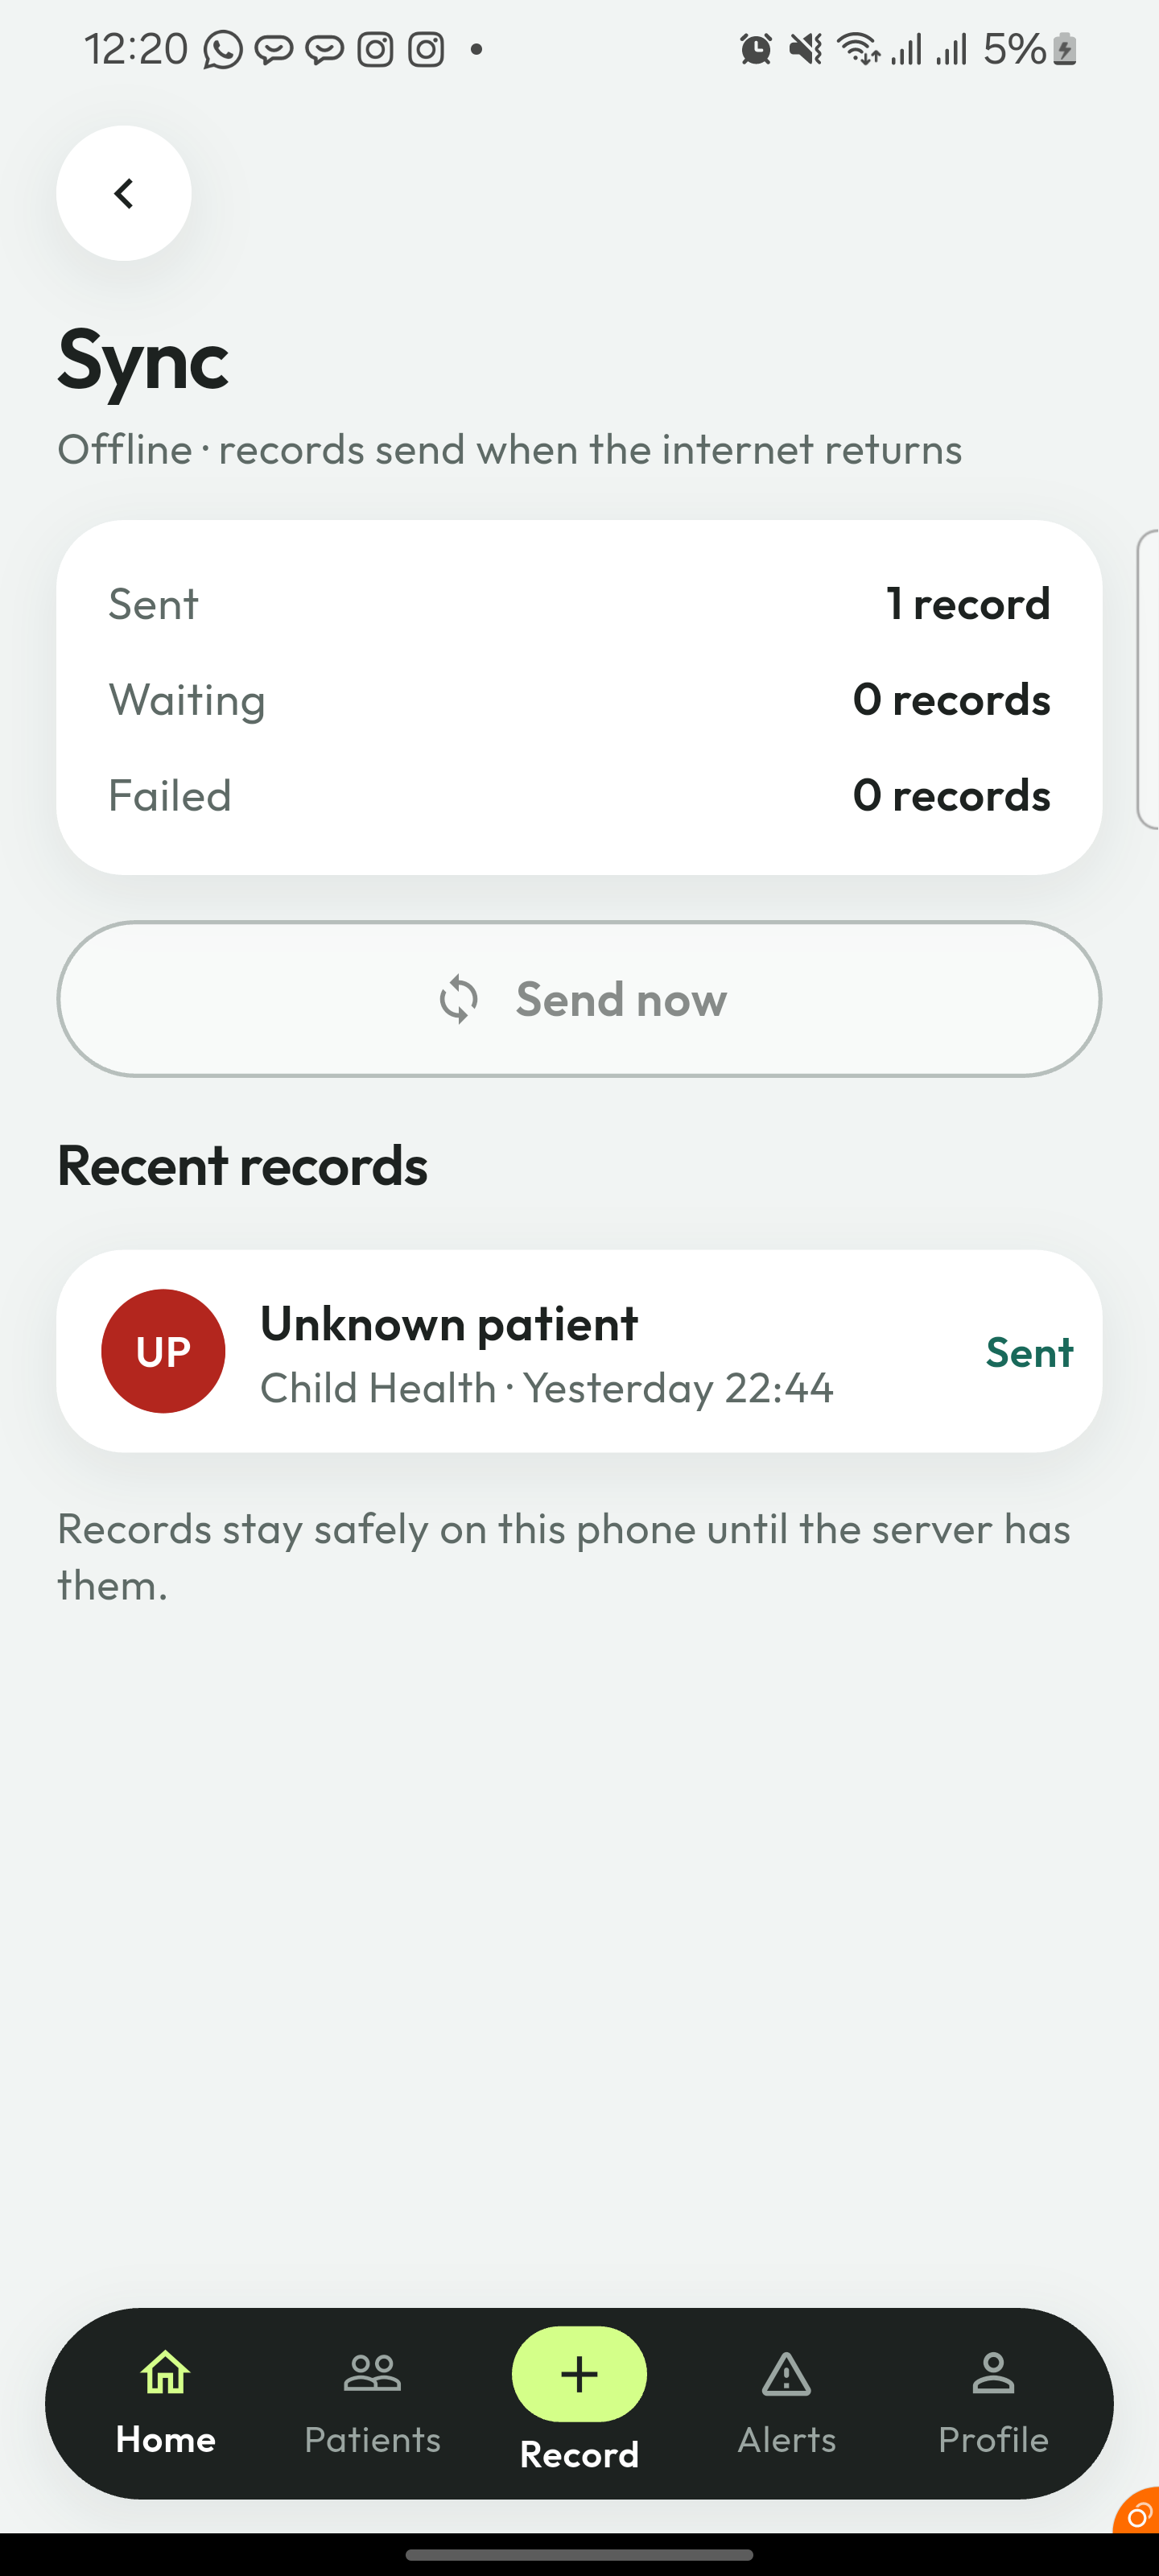 12:20
5%
Sync
Offline · records send when the internet returns
Sent 1 record
Waiting 0 records
Failed 0 records
Send now
Recent records
UP
Unknown patient
Child Health · Yesterday 22:44
Sent
Records stay safely on this phone until the server has
them.
Home
Patients
Record
Alerts
Profile